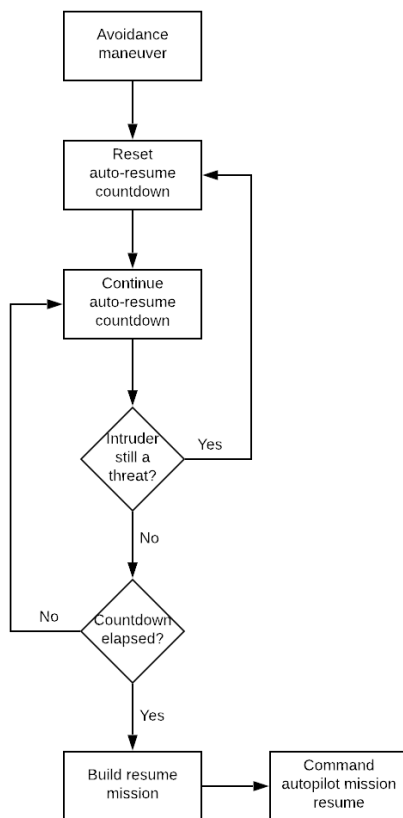 Avoidance
maneuver
Reset
auto-resume
countdown
Continue
auto-resume
countdown
Intruder
still a
threat?
Yes
No
Countdown
elapsed?
No
Yes
Build resume
mission
Command
autopilot mission
resume